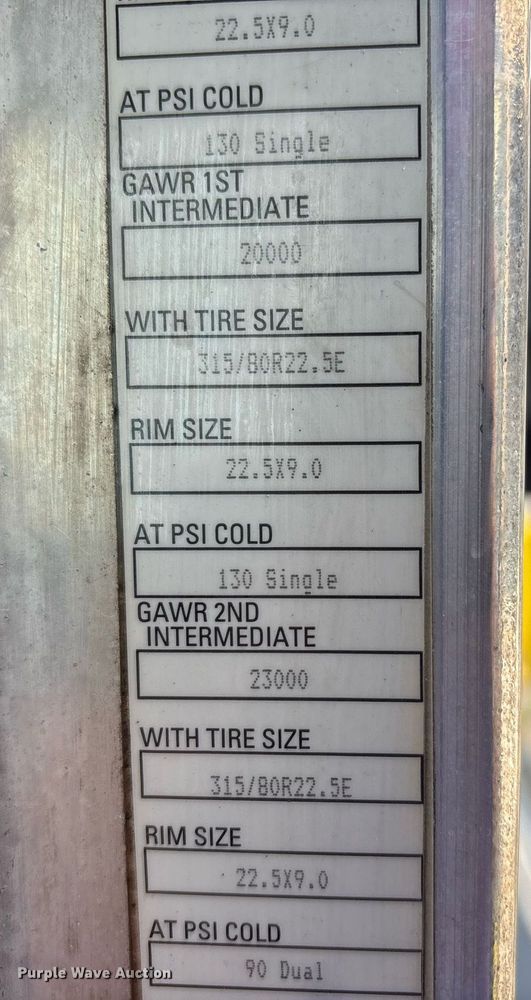 22.5X9.0
AT PSI COLD
130 Single
GAWR 1ST
INTERMEDIATE
20000
WITH TIRE SIZE
315/80R22.5E
RIM SIZE
22.5X9.0
AT PSI COLD
130 Single
GAWR 2ND
INTERMEDIATE
23000
WITH TIRE SIZE
315/80R22.5E
RIM SIZE
22.5X9.0
AT PSI COLD
90 Dual
Purple Wave Auction